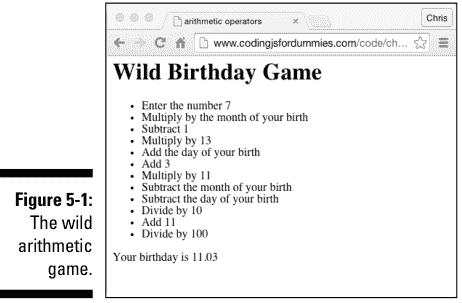 arithmetic operators
Chris
www.codingjsfordummies.com/code/ch...
Wild Birthday Game
• Enter the number 7
• Multiply by the month of your birth
• Subtract 1
• Multiply by 13
• Add the day of your birth
• Add 3
• Multiply by 11
• Subtract the month of your birth
• Subtract the day of your birth
• Divide by 10
• Add 11
• Divide by 100
Your birthday is 11.03
Figure 5-1:
The wild
arithmetic
game.